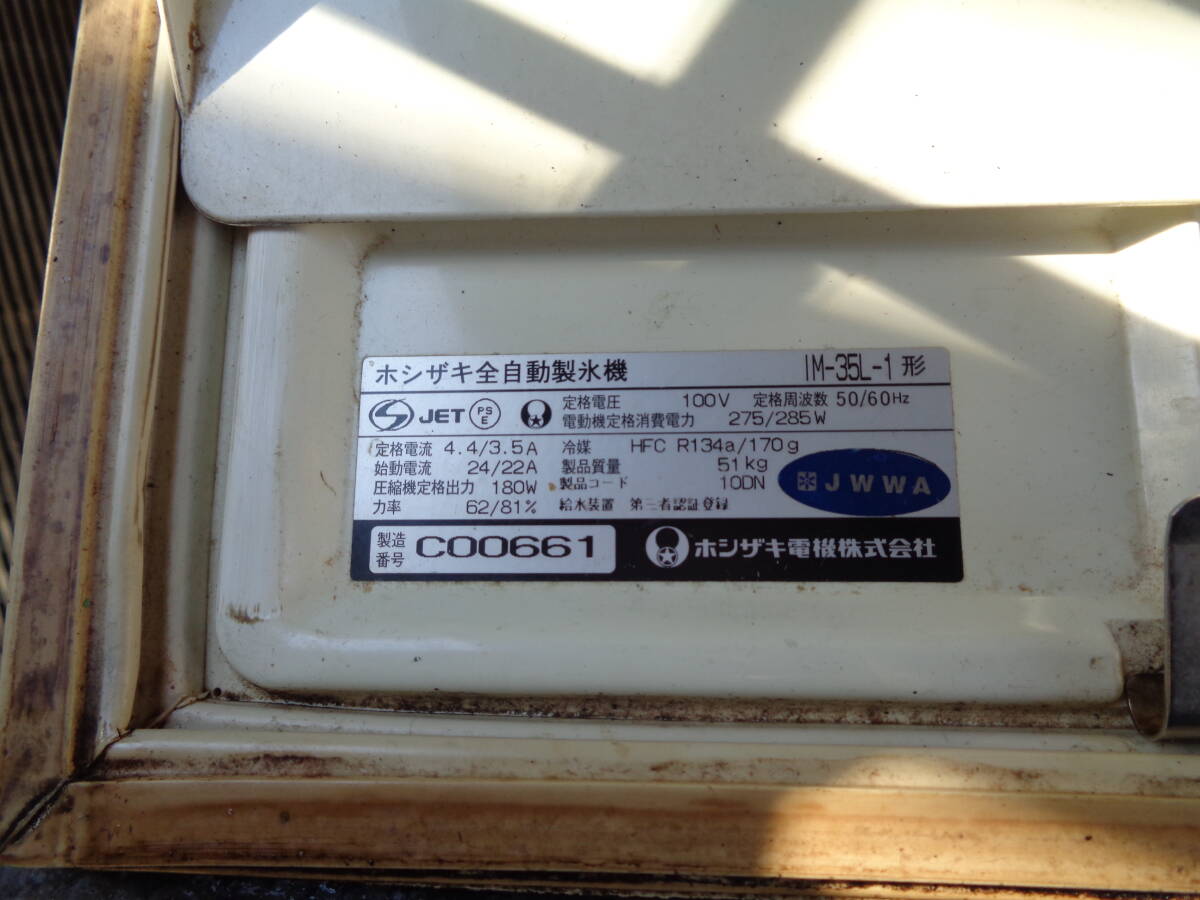 ホシザキ全自動製氷機 IM-35L-1形
JET PSE 定格電圧 100V 定格周波数 50/60Hz
電動機定格消費電力 275/285W
定格電流 4.4/3.5A 冷媒 HFC R134a/170g
始動電流 24/22A 製品質量 51kg
圧縮機定格出力 180W 製品コード 10DN
力率 62/81% 給水装置 第三者認証登録
JWWA
製造番号 C00661 ホシザキ電機株式会社